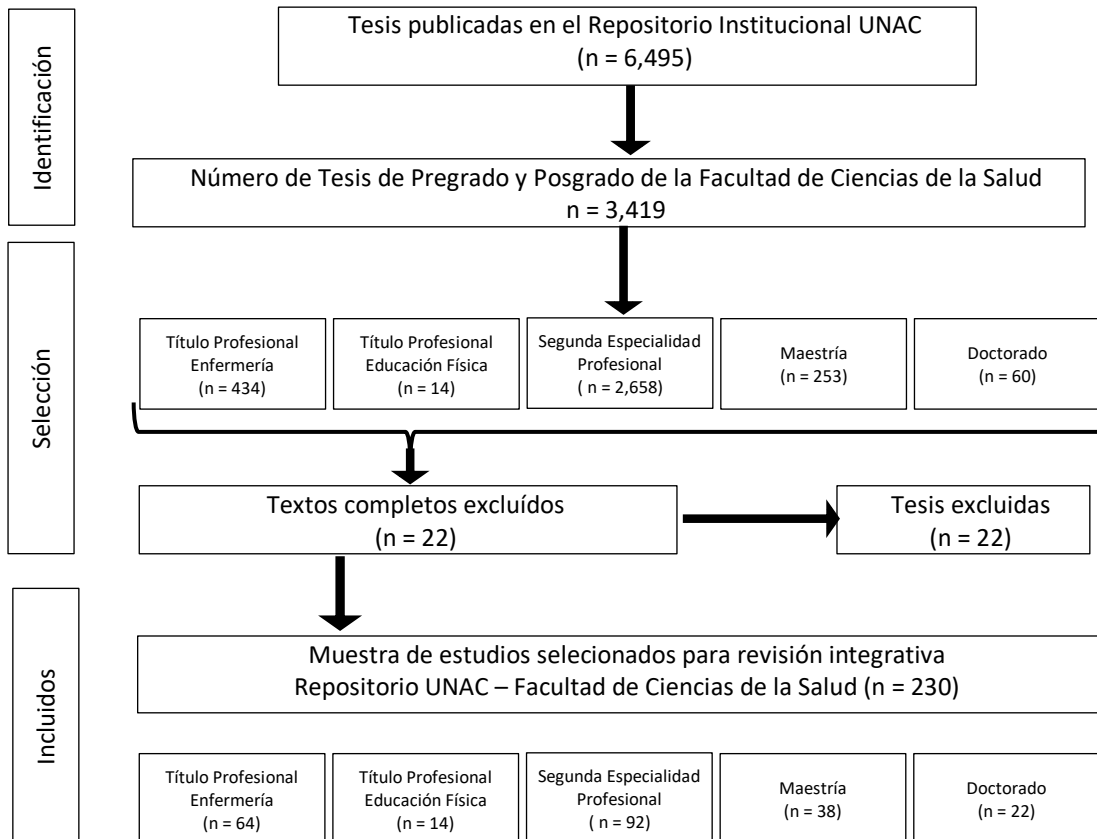 Identificación
Tesis publicadas en el Repositorio Institucional UNAC
(n = 6,495)
Número de Tesis de Pregrado y Posgrado de la Facultad de Ciencias de la Salud
n = 3,419
Selección
Título Profesional
Enfermería
(n = 434)
Título Profesional
Educación Física
(n = 14)
Segunda Especialidad
Profesional
( n = 2,658)
Maestría
(n = 253)
Doctorado
(n = 60)
Textos completos excluídos
(n = 22)
Tesis excluidas
(n = 22)
Incluidos
Muestra de estudios selecionados para revisión integrativa
Repositorio UNAC – Facultad de Ciencias de la Salud (n = 230)
Título Profesional
Enfermería
(n = 64)
Título Profesional
Educación Física
(n = 14)
Segunda Especialidad
Profesional
( n = 92)
Maestría
(n = 38)
Doctorado
(n = 22)